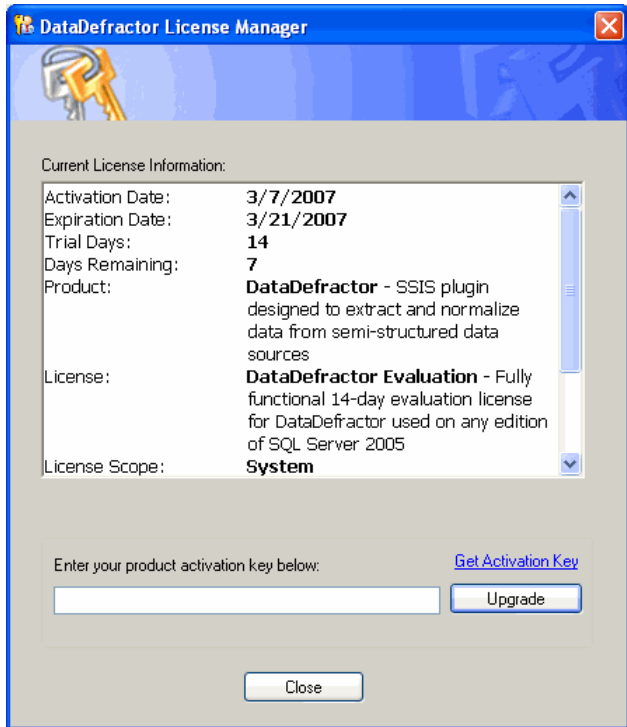 DataDefractor License Manager
Current License Information:
Activation Date: 3/7/2007
Expiration Date: 3/21/2007
Trial Days: 14
Days Remaining: 7
Product: DataDefractor - SSIS plugin
designed to extract and normalize
data from semi-structured data
sources
License: DataDefractor Evaluation - Fully
functional 14-day evaluation license
for DataDefractor used on any edition
of SQL Server 2005
License Scope: System
Enter your product activation key below: Get Activation Key
Upgrade
Close